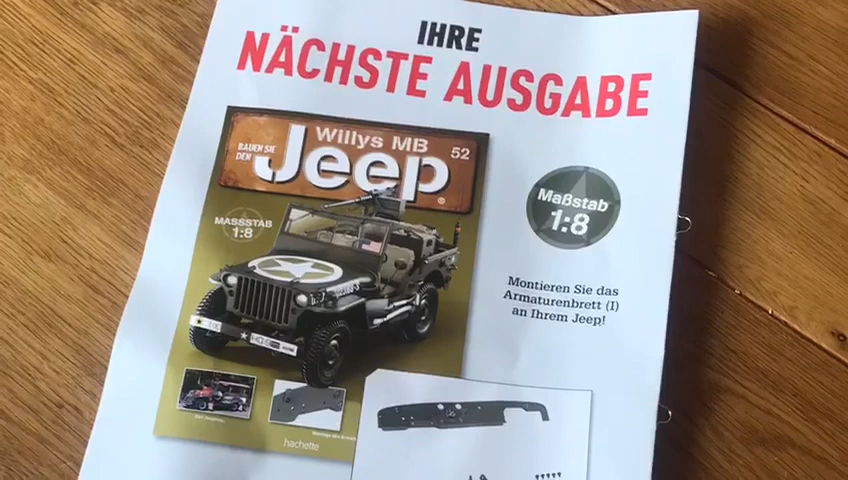 IHRE
NÄCHSTE AUSGABE
BAUEN SIE
DEN
Willys MB
Jeep
52
®
MASSSTAB
1:8
Maßstab
1:8
Montieren Sie das
Armaturenbrett (I)
an Ihrem Jeep!
hachette